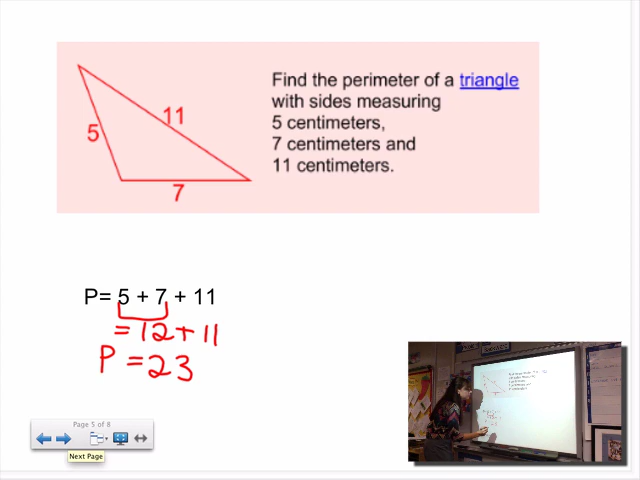 Find the perimeter of a triangle
with sides measuring
5 centimeters,
7 centimeters and
11 centimeters.
11
5
7
P= 5 + 7 + 11
= 12 + 11
P = 23
Page 5 of 8
Next Page